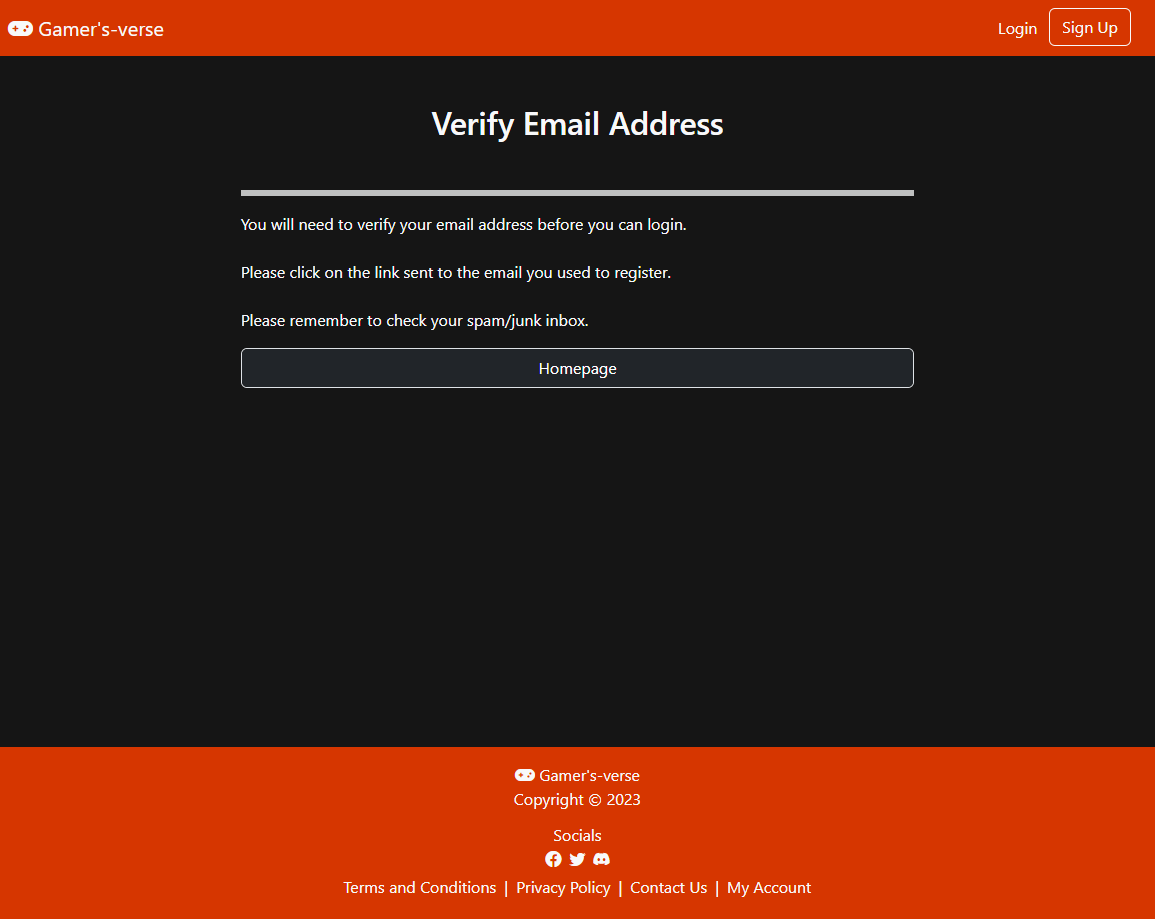 Gamer's-verse
Login
Sign Up
Verify Email Address
You will need to verify your email address before you can login.
Please click on the link sent to the email you used to register.
Please remember to check your spam/junk inbox.
Homepage
Gamer's-verse
Copyright © 2023
Socials
Terms and Conditions | Privacy Policy | Contact Us | My Account